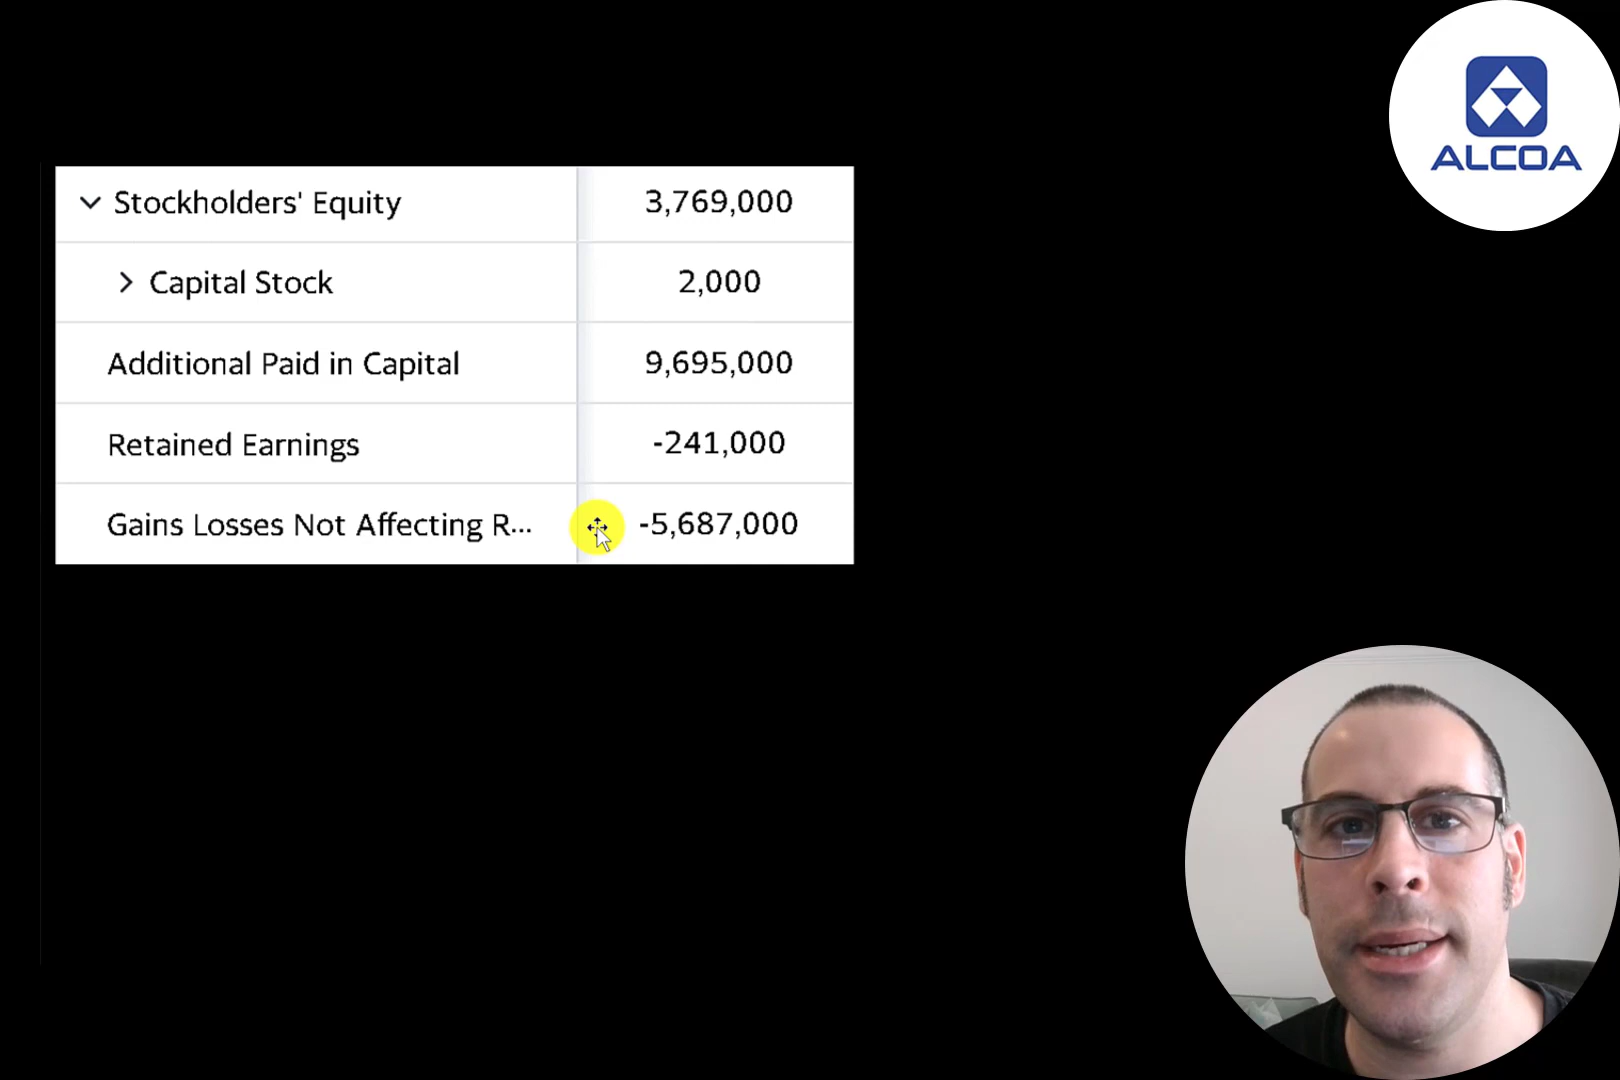 ALCOA
Stockholders' Equity 3,769,000
Capital Stock 2,000
Additional Paid in Capital 9,695,000
Retained Earnings -241,000
Gains Losses Not Affecting R... -5,687,000